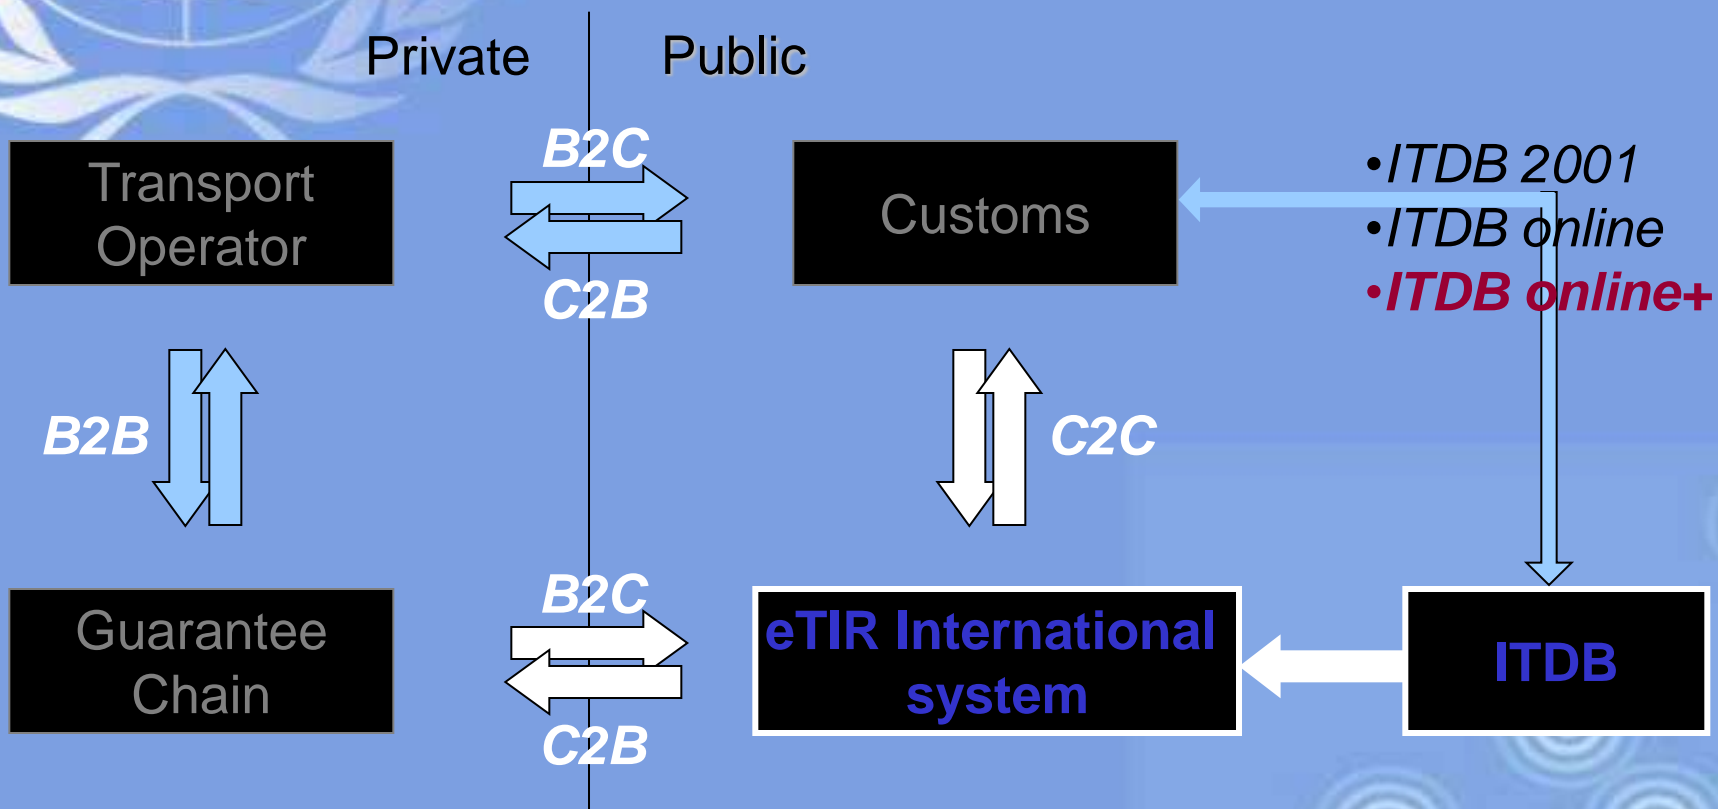 Private
Public
B2C
Transport
Operator
Customs
•ITDB 2001
•ITDB online
•ITDB online+
C2B
B2B
C2C
B2C
Guarantee
Chain
eTIR International
system
ITDB
C2B